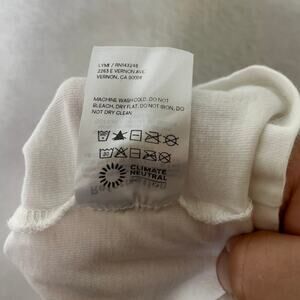 LYMI / RN143246
2263 E VERNON AVE
VERNON, CA 90058
MACHINE WASH COLD. DO NOT
BLEACH. DRY FLAT. DO NOT IRON. DO
NOT DRY CLEAN
CLIMATE
NEUTRAL